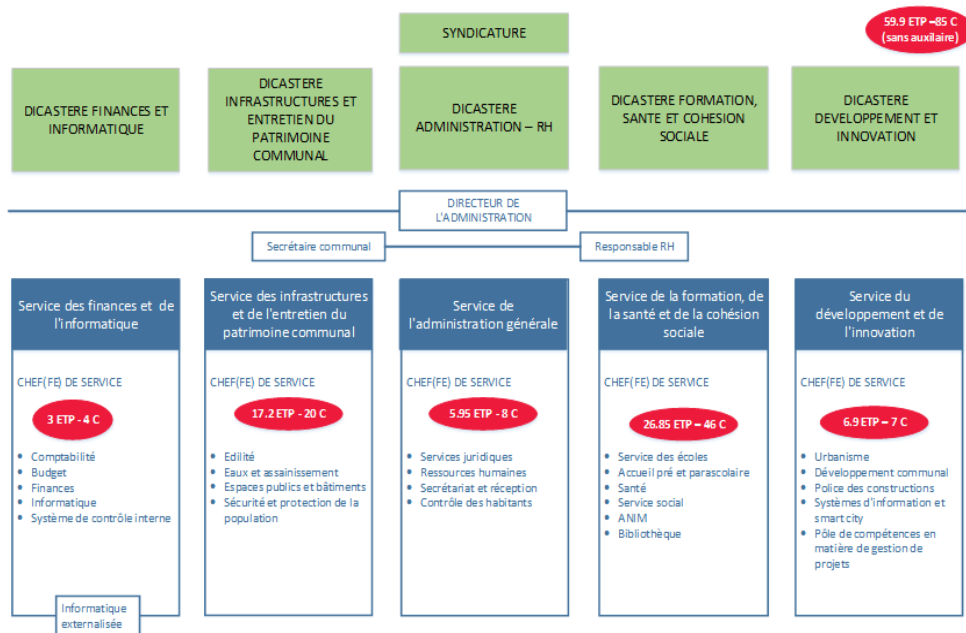 SYNDICATURE
59.9 ETP –85 C
(sans auxilaire)
DICASTERE FINANCES ET
INFORMATIQUE
DICASTERE
INFRASTRUCTURES ET
ENTRETIEN DU
PATRIMOINE
COMMUNAL
DICASTERE
ADMINISTRATION – RH
DICASTERE FORMATION,
SANTE ET COHESION
SOCIALE
DICASTERE
DEVELOPPEMENT ET
INNOVATION
DIRECTEUR DE
L'ADMINISTRATION
Secrétaire communal
Responsable RH
Service des finances et de
l'informatique
CHEF(FE) DE SERVICE
3 ETP - 4 C
• Comptabilité
• Budget
• Finances
• Informatique
• Système de contrôle interne
Informatique
externalisée
Service des infrastructures
et de l'entretien du
patrimoine communal
CHEF(FE) DE SERVICE
17.2 ETP - 20 C
• Edilité
• Eaux et assainissement
• Espaces publics et bâtiments
• Sécurité et protection de la
population
Service de
l'administration générale
CHEF(FE) DE SERVICE
5.95 ETP - 8 C
• Services juridiques
• Ressources humaines
• Secrétariat et réception
• Contrôle des habitants
Service de la formation, de
la santé et de la cohésion
sociale
CHEF(FE) DE SERVICE
26.85 ETP – 46 C
• Service des écoles
• Accueil pré et parascolaire
• Santé
• Service social
• ANIM
• Bibliothèque
Service du
développement et de
l'innovation
CHEF(FE) DE SERVICE
6.9 ETP – 7 C
• Urbanisme
• Développement communal
• Police des constructions
• Systèmes d'information et
smart city
• Pôle de compétences en
matière de gestion de
projets